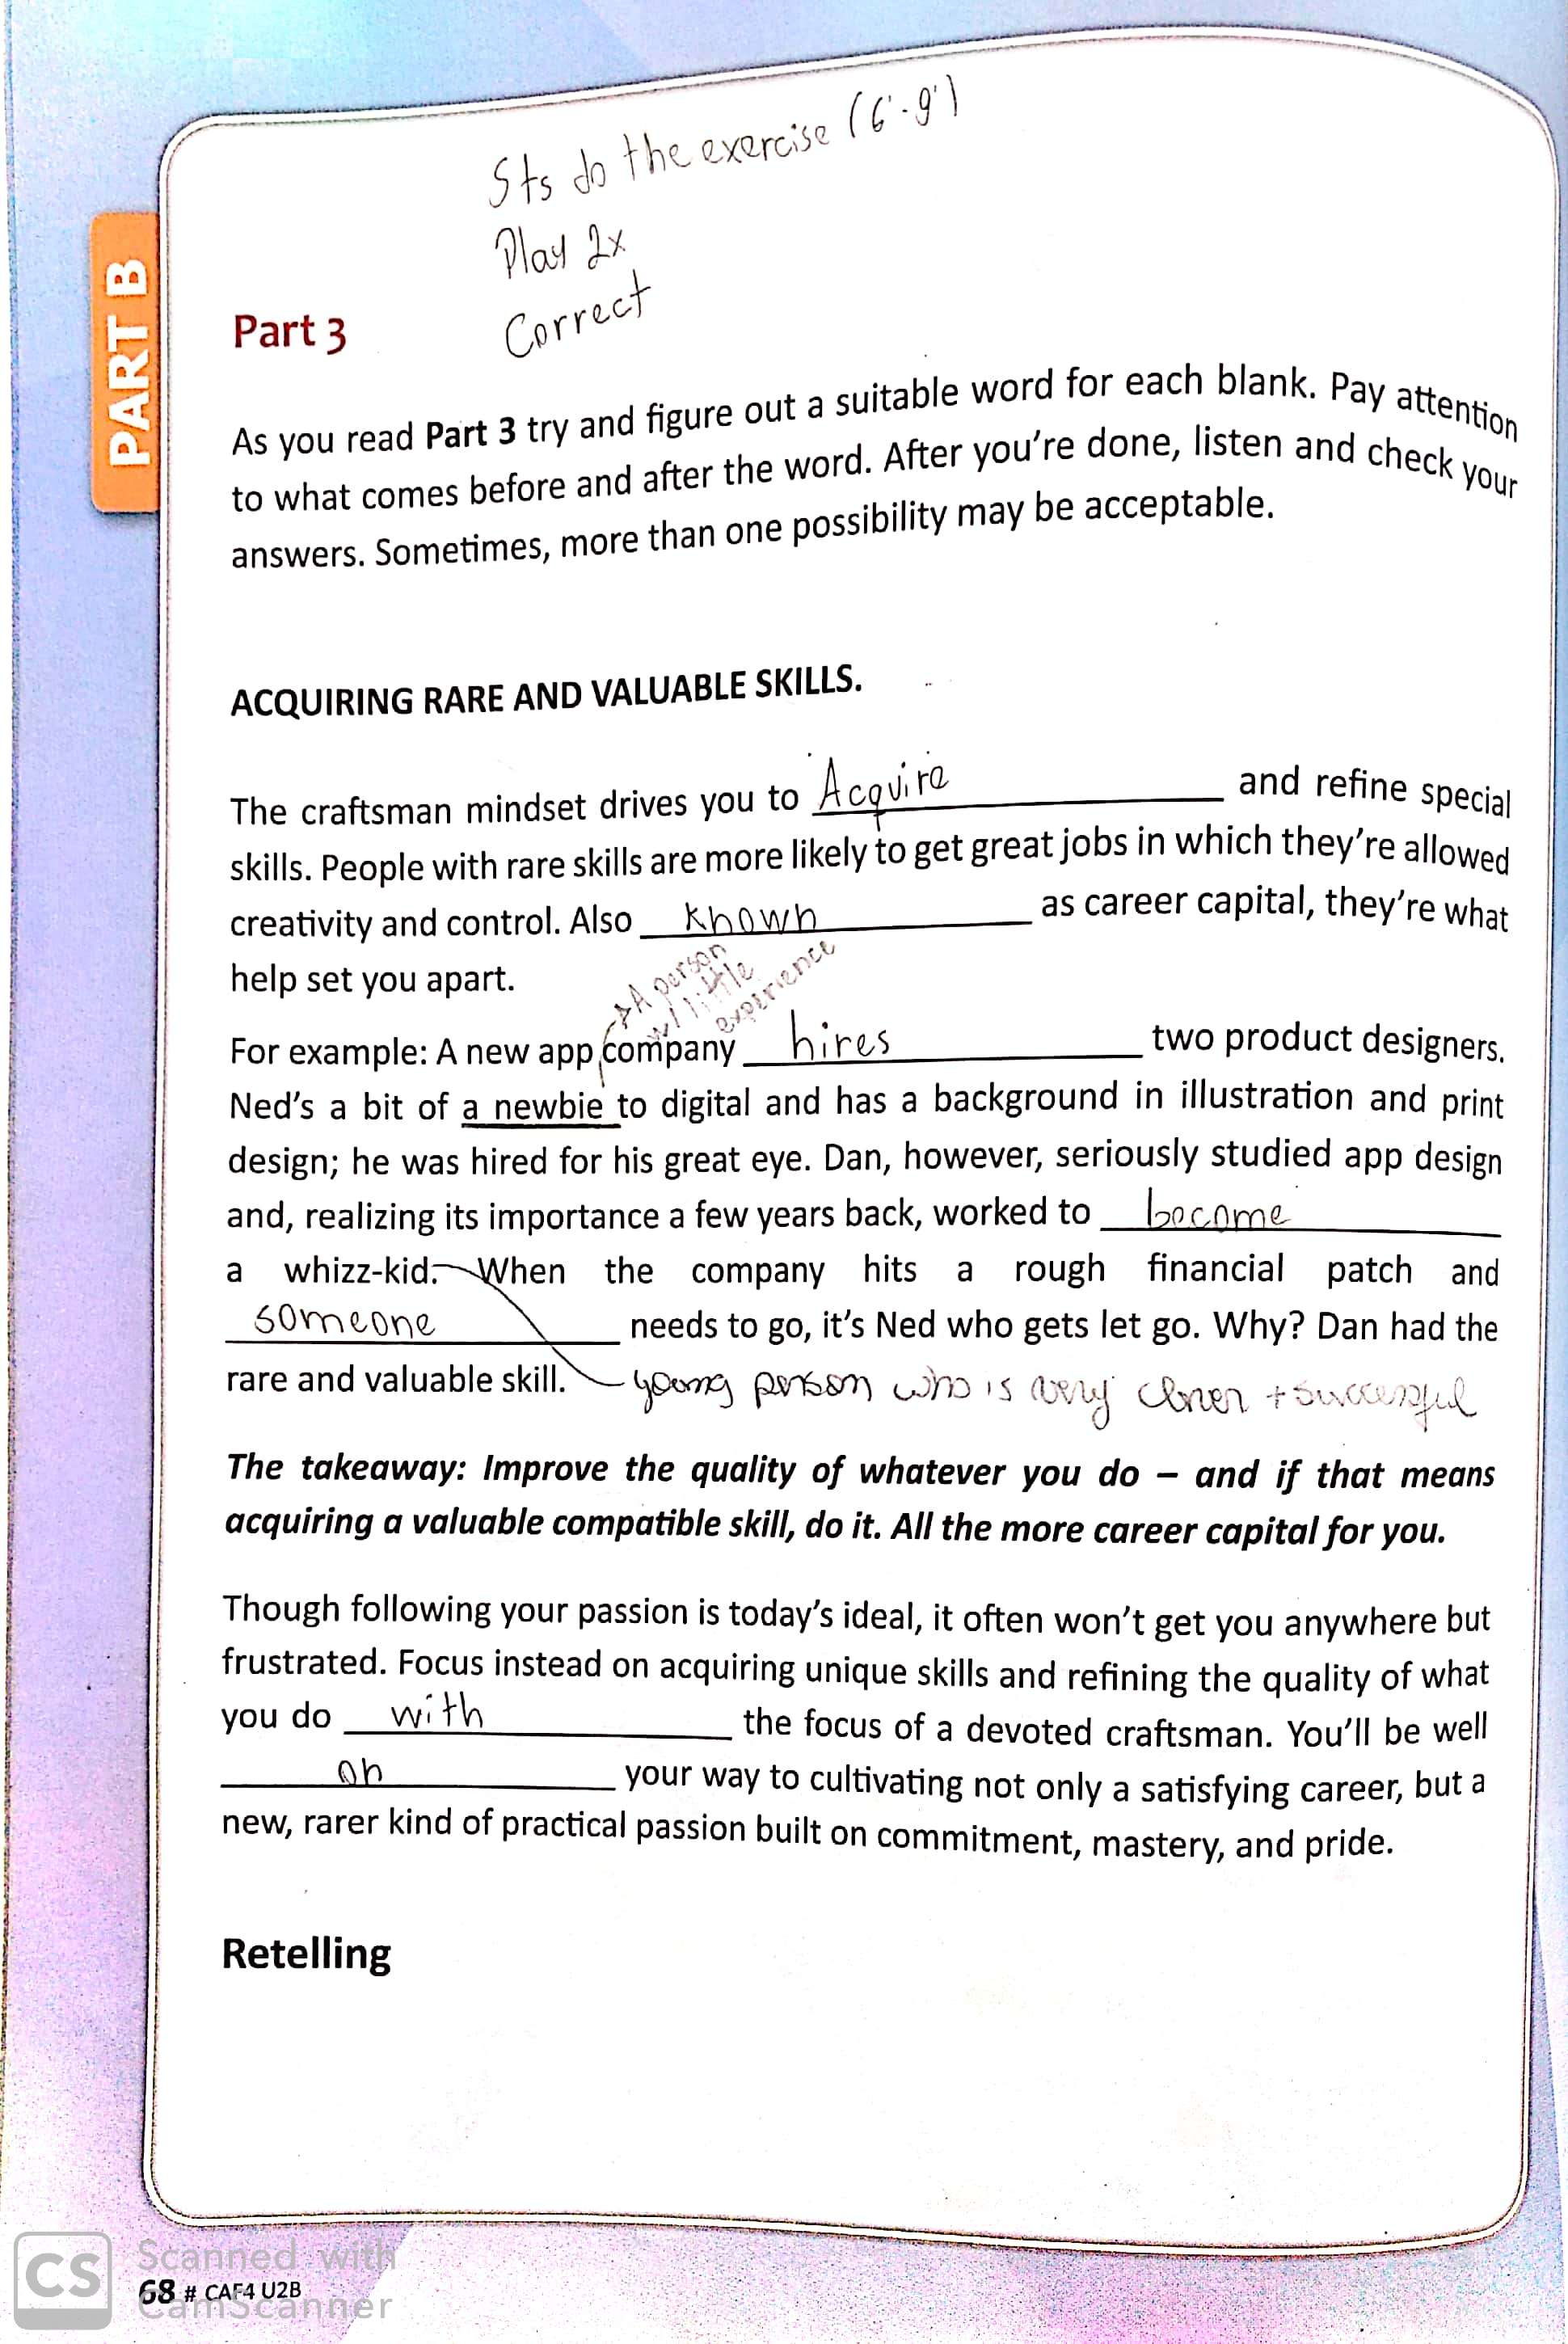 Sts do the exercise (6'-9')
Play 2x
Correct
PART B
Part 3
As you read Part 3 try and figure out a suitable word for each blank. Pay attention
to what comes before and after the word. After you're done, listen and check your
answers. Sometimes, more than one possibility may be acceptable.
ACQUIRING RARE AND VALUABLE SKILLS.
The craftsman mindset drives you to Acquire and refine special
skills. People with rare skills are more likely to get great jobs in which they're allowed
creativity and control. Also known as career capital, they're what
help set you apart.
A person
w/ little
experience
For example: A new app company hires two product designers.
Ned's a bit of a newbie to digital and has a background in illustration and print
design; he was hired for his great eye. Dan, however, seriously studied app design
and, realizing its importance a few years back, worked to become
a whizz-kid. When the company hits a rough financial patch and
someone needs to go, it's Ned who gets let go. Why? Dan had the
rare and valuable skill. young person who is very clever + successful
The takeaway: Improve the quality of whatever you do – and if that means
acquiring a valuable compatible skill, do it. All the more career capital for you.
Though following your passion is today's ideal, it often won't get you anywhere but
frustrated. Focus instead on acquiring unique skills and refining the quality of what
you do with the focus of a devoted craftsman. You'll be well
on your way to cultivating not only a satisfying career, but a
new, rarer kind of practical passion built on commitment, mastery, and pride.
Retelling
CS Scanned with
CamScanner
68 # CAF4 U2B